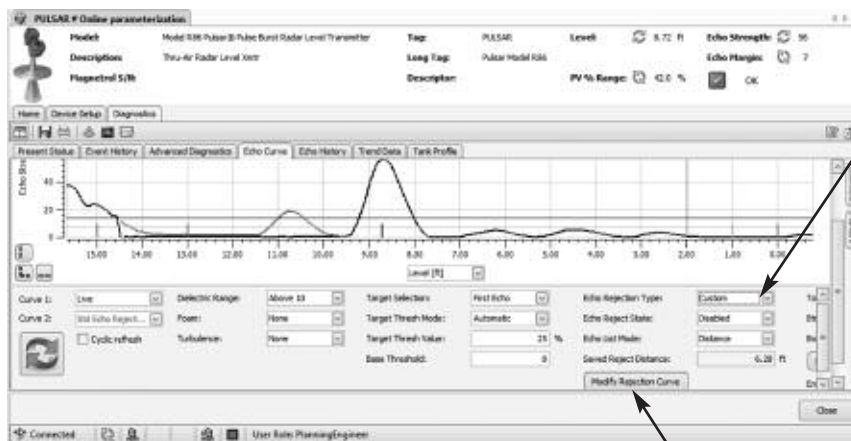 PULSAR # Online parameterization
Model: Model R86 Pulsar® Pulse Burst Radar Level Transmitter Tag: PULSAR Level: 8.72 ft Echo Strength: 96
Description: Thru-Air Radar Level Xmtr Long Tag: Pulsar Model R86 Echo Margin: 7
Magnetrol S/N: Descriptor: PV % Range: 42.0 % OK
Home Device Setup Diagnostics
Present Status Event History Advanced Diagnostics Echo Curve Echo History Trend Data Tank Profile
Echo Stre
40
20
0
15.00 14.00 13.00 12.00 11.00 10.00 9.00 8.00 7.00 6.00 5.00 4.00 3.00 2.00 1.00 0.00
Level [ft]
Curve 1: Live Dielectric Range: Above 10 Target Selection: First Echo Echo Rejection Type: Custom
Curve 2: Std Echo Reject... Foam: None Target Thresh Mode: Automatic Echo Reject State: Disabled
Cyclic refresh Turbulence: None Target Thresh Value: 25 % Echo List Mode: Distance
Base Threshold: 0 Saved Reject Distance: 6.28 ft
Modify Rejection Curve
Close
Connected User Role: PlanningEngineer